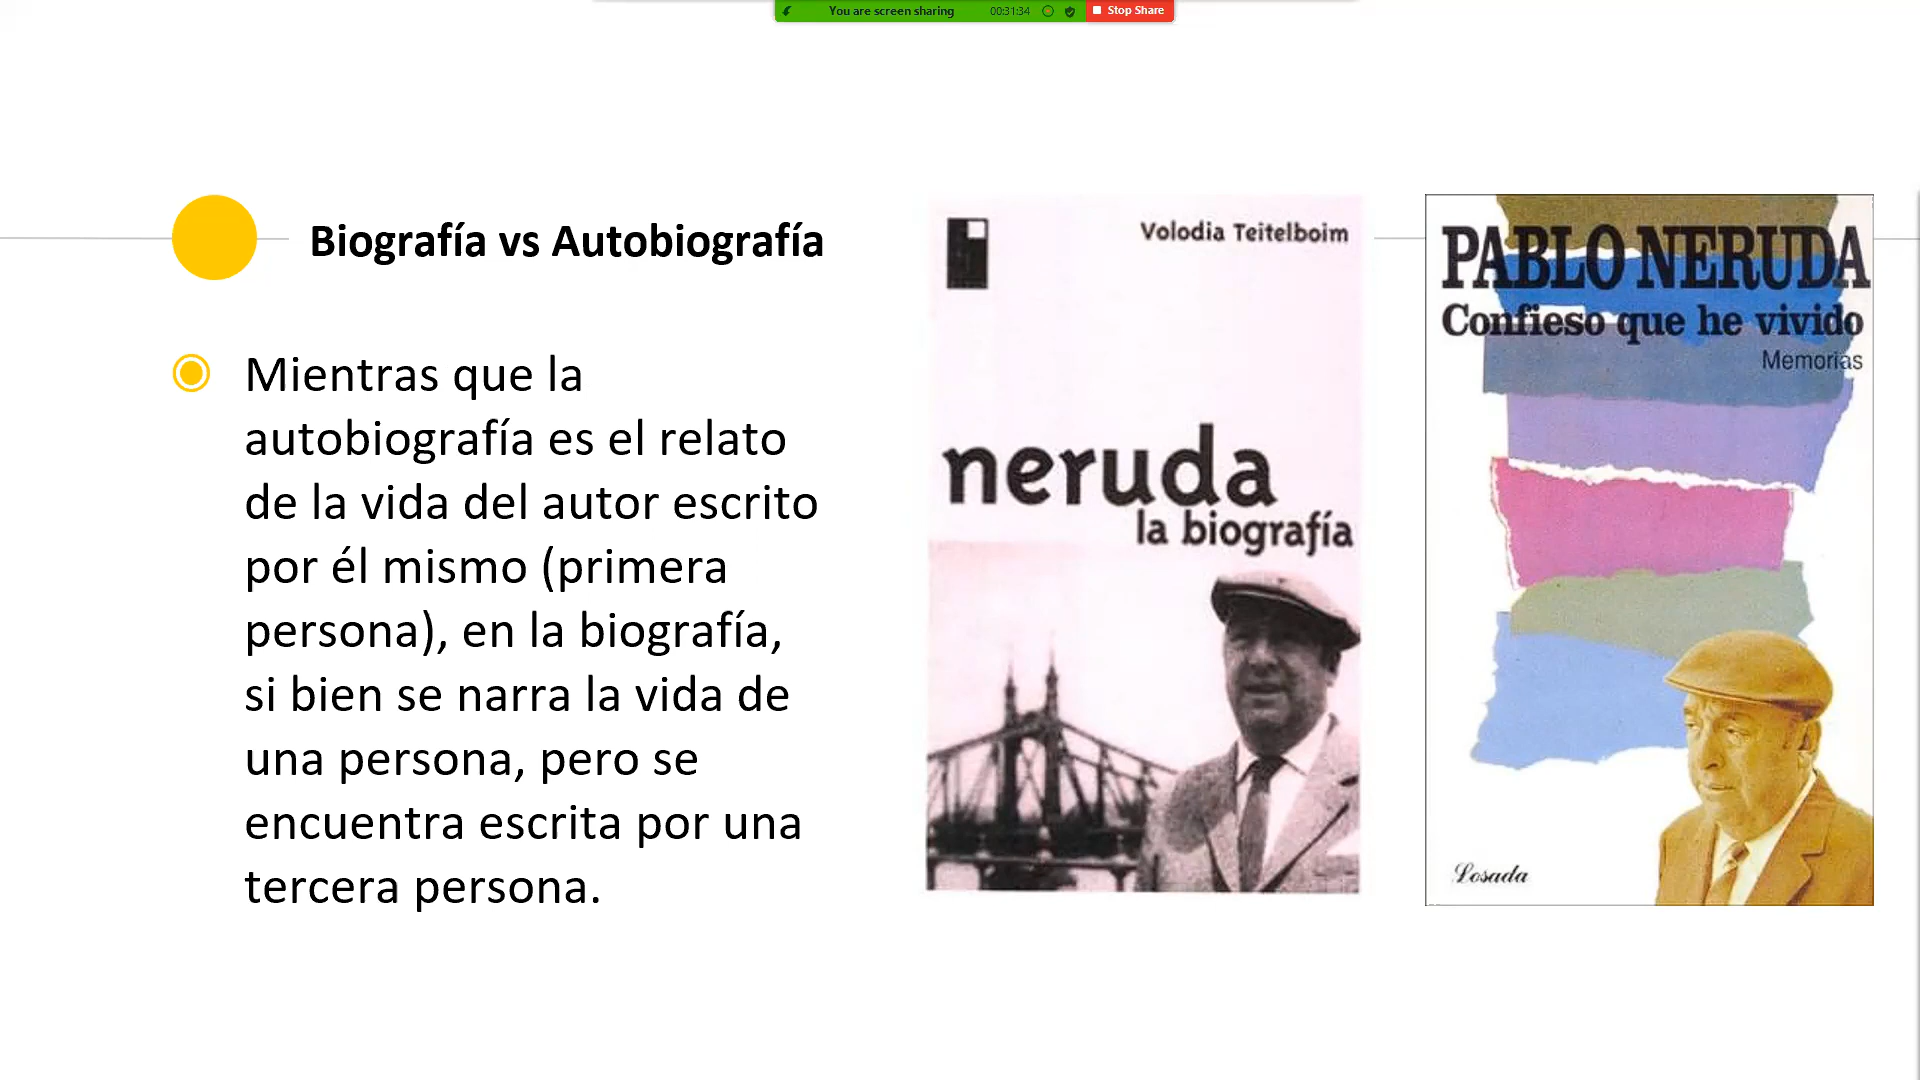 You are screen sharing 00:31:34 Stop Share
Biografía vs Autobiografía
Mientras que la
autobiografía es el relato
de la vida del autor escrito
por él mismo (primera
persona), en la biografía,
si bien se narra la vida de
una persona, pero se
encuentra escrita por una
tercera persona.
Volodia Teitelboim
neruda
la biografía
PABLO NERUDA
Confieso que he vivido
Memorias
Losada